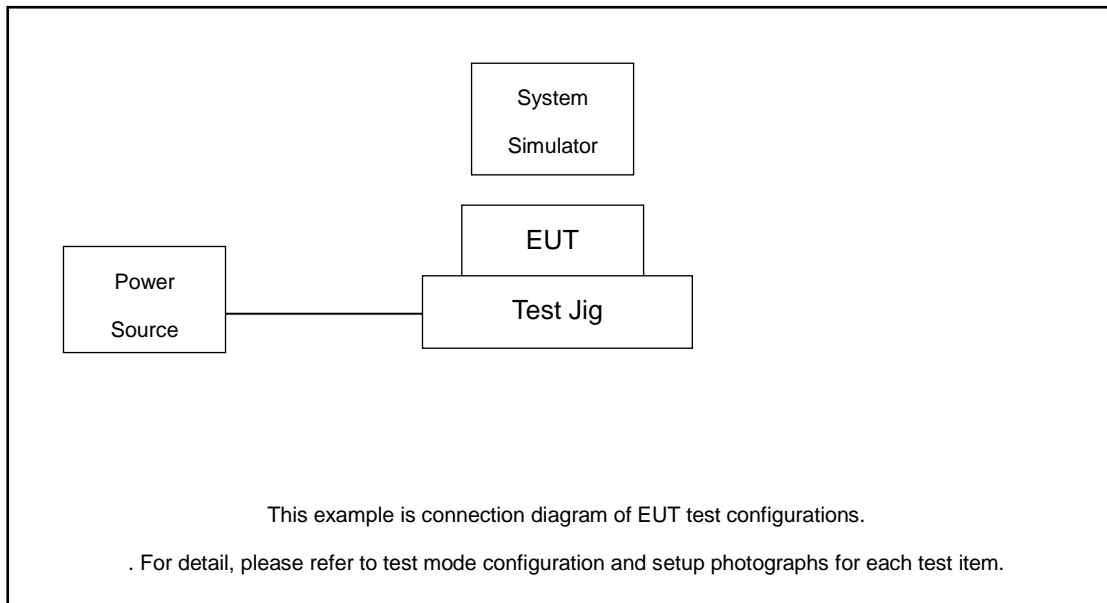 System
Simulator
EUT
Power
Source
Test Jig
This example is connection diagram of EUT test configurations.
. For detail, please refer to test mode configuration and setup photographs for each test item.